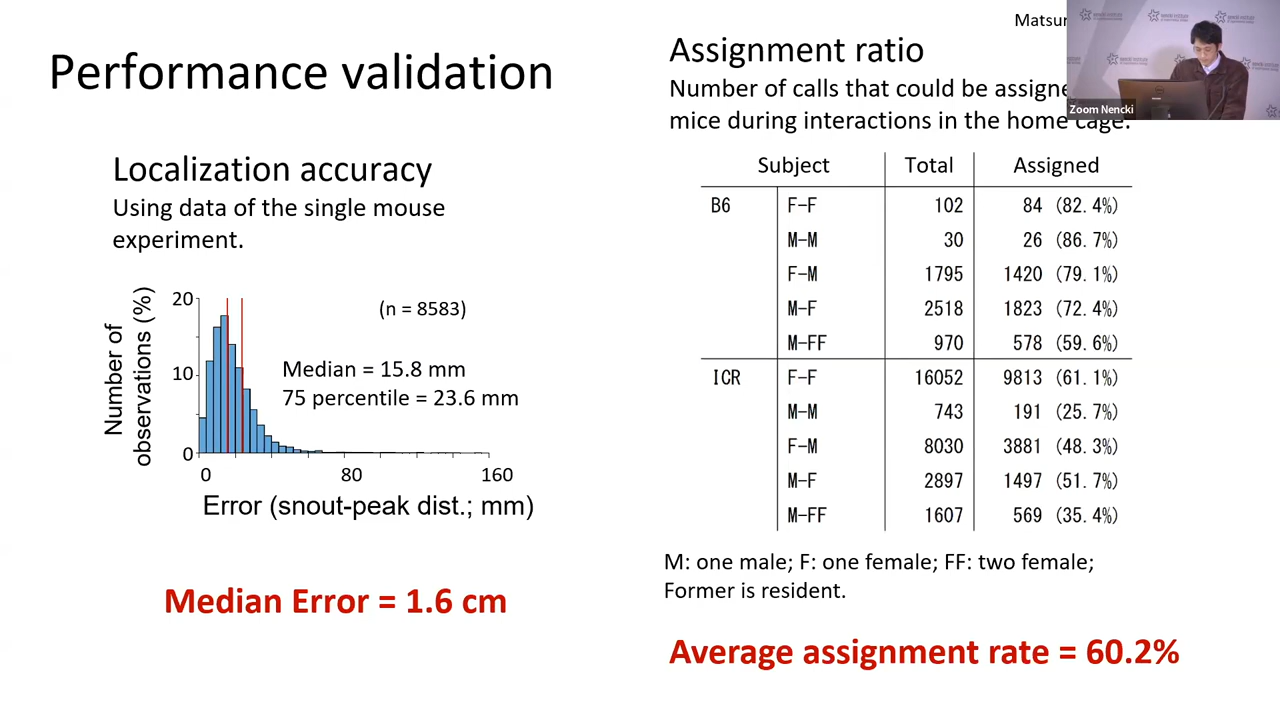 Performance validation
Localization accuracy
Using data of the single mouse
experiment.
Number of
observations (%)
20
10
0
(n = 8583)
Median = 15.8 mm
75 percentile = 23.6 mm
0 80 160
Error (snout-peak dist.; mm)
Median Error = 1.6 cm
Assignment ratio
Number of calls that could be
mice during interactions in the home cage.
Subject Total Assigned
B6 F-F 102 84 (82.4%)
M-M 30 26 (86.7%)
F-M 1795 1420 (79.1%)
M-F 2518 1823 (72.4%)
M-FF 970 578 (59.6%)
ICR F-F 16052 9813 (61.1%)
M-M 743 191 (25.7%)
F-M 8030 3881 (48.3%)
M-F 2897 1497 (51.7%)
M-FF 1607 569 (35.4%)
M: one male; F: one female; FF: two female;
Former is resident.
Average assignment rate = 60.2%
Zoom Nencki